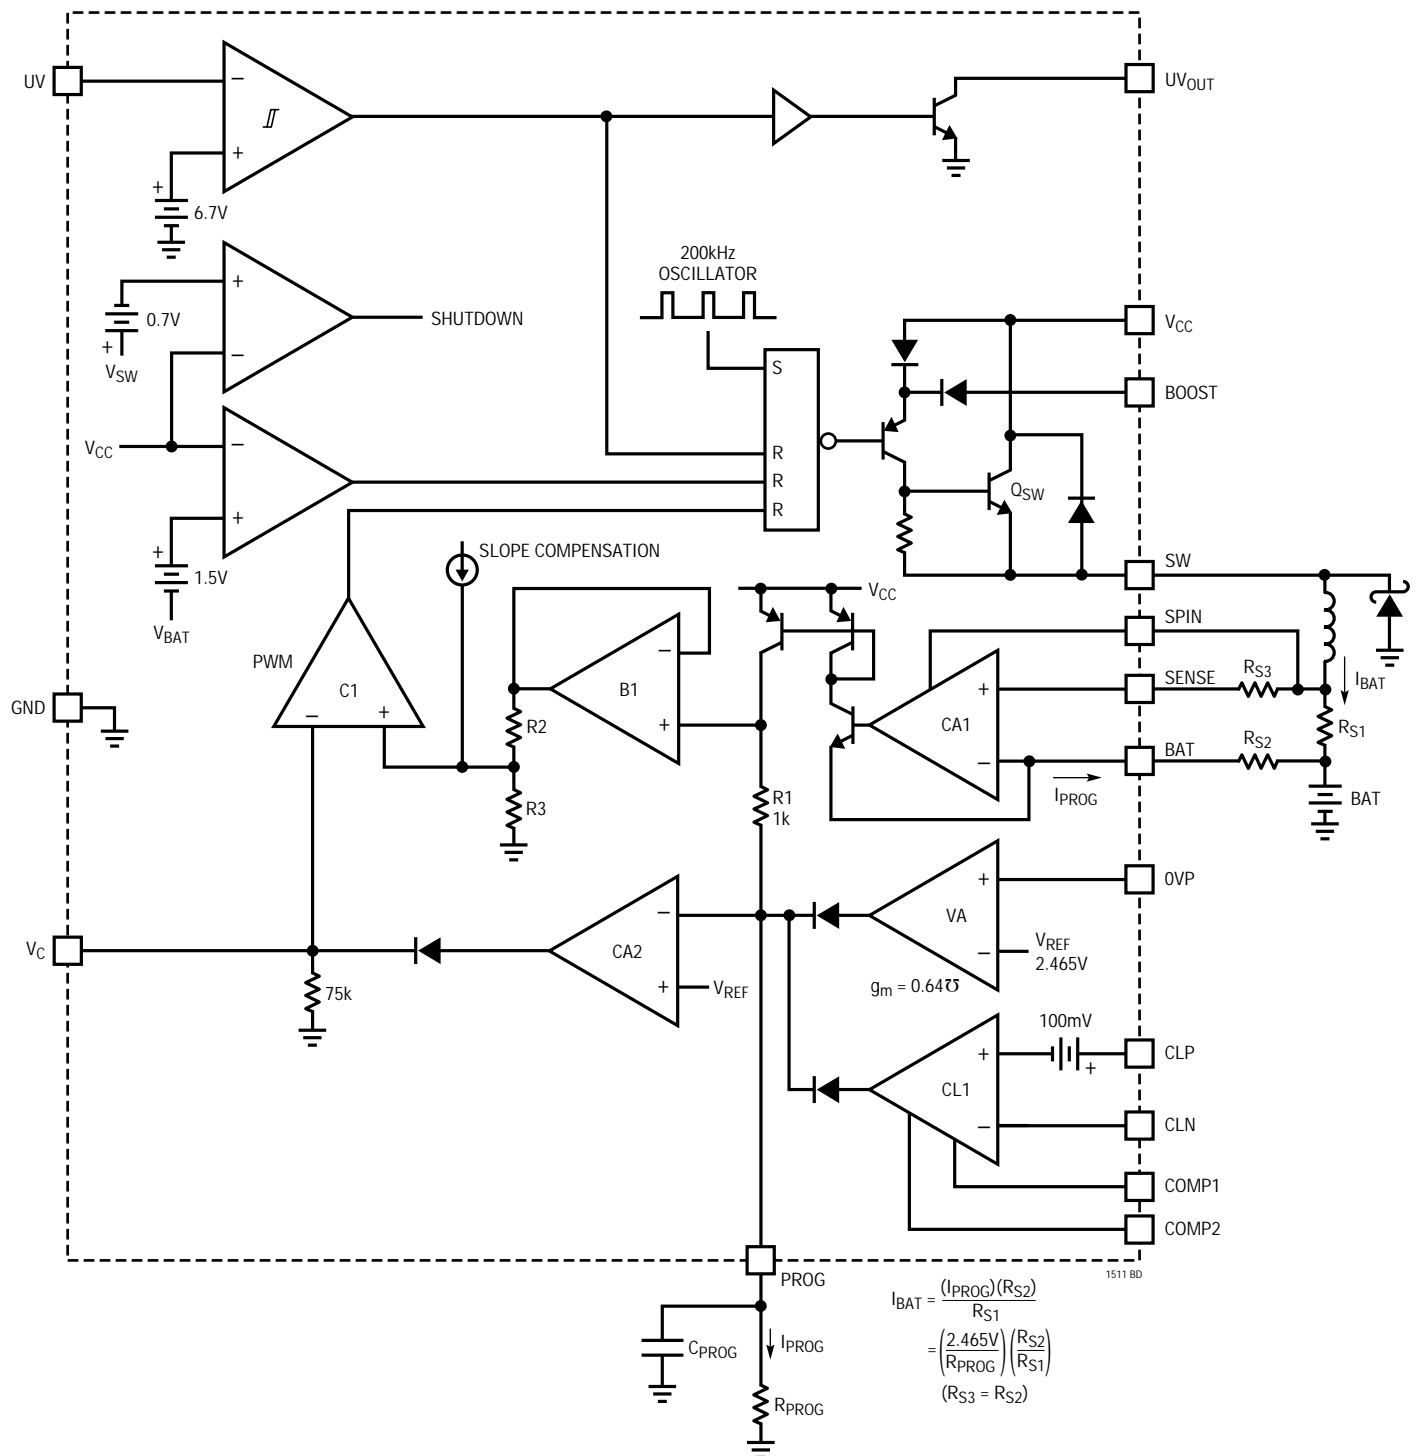 UV
UVOUT
−
+
+
6.7V
200kHz
OSCILLATOR
+
0.7V
+
VSW
−
SHUTDOWN
VCC
S
BOOST
VCC
−
R
R
R
QSW
+
+
1.5V
VBAT
SLOPE COMPENSATION
SW
VCC
SPIN
PWM
C1
−
+
−
B1
+
R2
R3
CA1
+
−
SENSE
RS3
IBAT
RS1
GND
R1
1k
BAT
RS2
IPROG
BAT
+
VA
−
0VP
VREF
2.465V
gm = 0.64℧
VC
75k
−
CA2
+
VREF
100mV
+
+
CL1
−
CLP
CLN
COMP1
COMP2
1511 BD
PROG
CPROG
IPROG
RPROG
IBAT = (IPROG)(RS2) / RS1
= (2.465V / RPROG) (RS2 / RS1)
(RS3 = RS2)